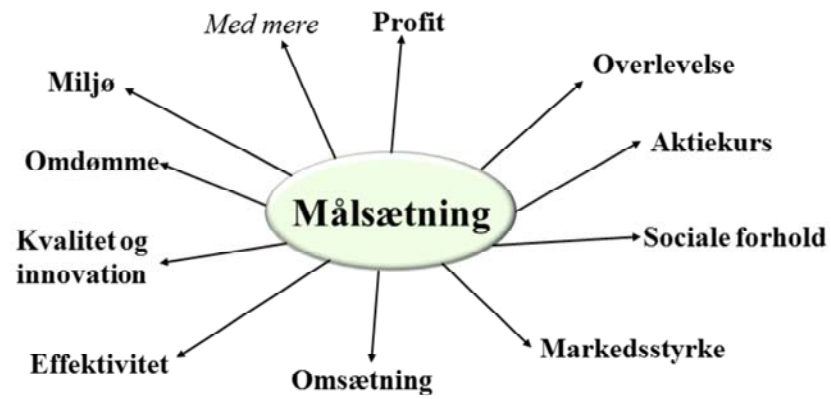 Med mere
Profit
Overlevelse
Miljø
Aktiekurs
Omdømme
Målsætning
Sociale forhold
Kvalitet og
innovation
Markedsstyrke
Effektivitet
Omsætning